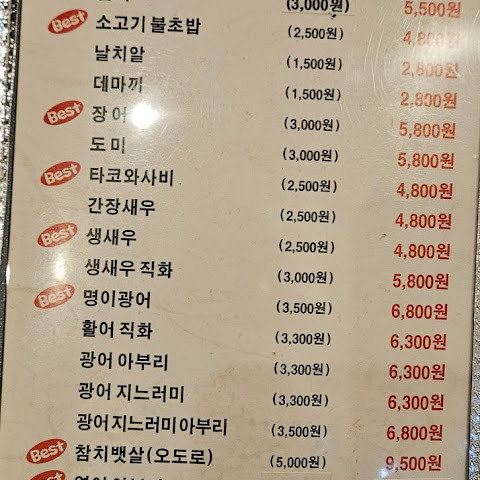 (3,000원) 5,500원
Best 소고기 불초밥 (2,500원) 4,800원
날치알 (1,500원) 2,800원
데마끼 (1,500원) 2,800원
Best 장어 (3,000원) 5,800원
도미 (3,000원) 5,800원
Best 타코와사비 (2,500원) 4,800원
간장새우 (2,500원) 4,800원
Best 생새우 (2,500원) 4,800원
생새우 직화 (3,000원) 5,800원
Best 명이광어 (3,500원) 6,800원
활어 직화 (3,300원) 6,300원
광어 아부리 (3,300원) 6,300원
광어 지느러미 (3,300원) 6,300원
광어지느러미아부리 (3,500원) 6,800원
Best 참치뱃살(오도로) (5,000원) 9,500원